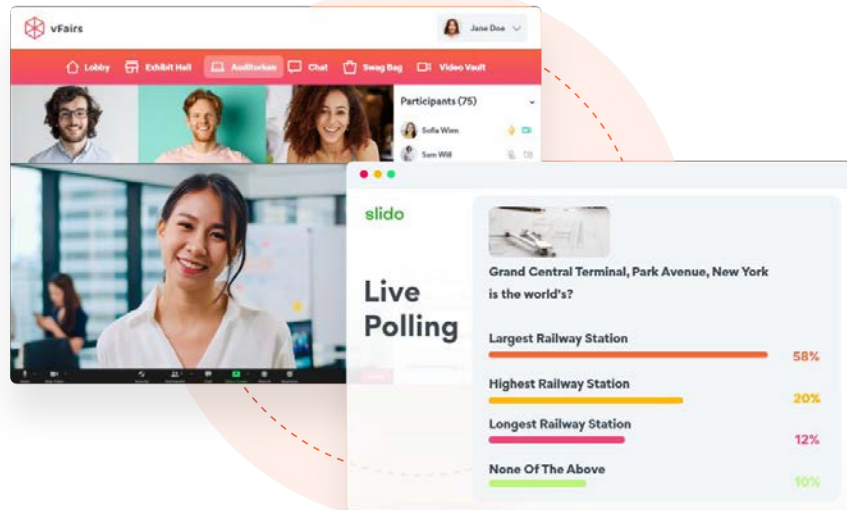 vFairs
Jane Doe
Lobby Exhibit Hall Auditorium Chat Swag Bag Video Vault
Participants (75)
Sofia Wien
Sam Will
slido
Live
Polling
Grand Central Terminal, Park Avenue, New York
is the world's?
Largest Railway Station
58%
Highest Railway Station
20%
Longest Railway Station
12%
None Of The Above
10%